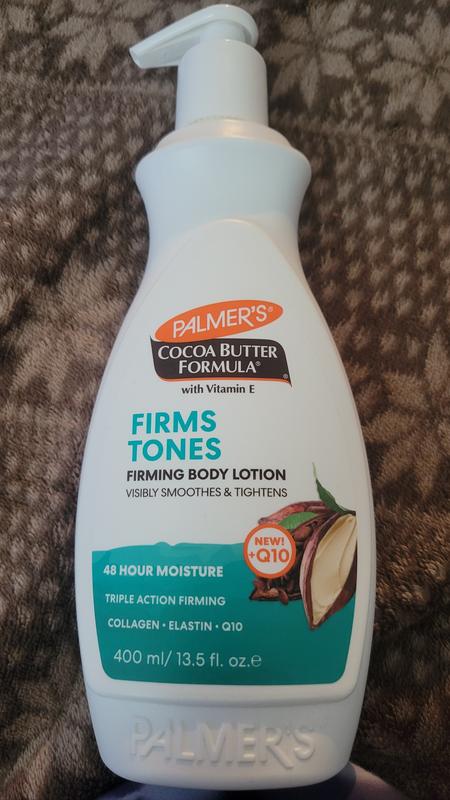 PALMER'S®
COCOA BUTTER
FORMULA®
with Vitamin E
FIRMS
TONES
FIRMING BODY LOTION
VISIBLY SMOOTHES & TIGHTENS
NEW!
+Q10
48 HOUR MOISTURE
TRIPLE ACTION FIRMING
COLLAGEN • ELASTIN • Q10
400 ml/ 13.5 fl. oz.℮
PALMER'S